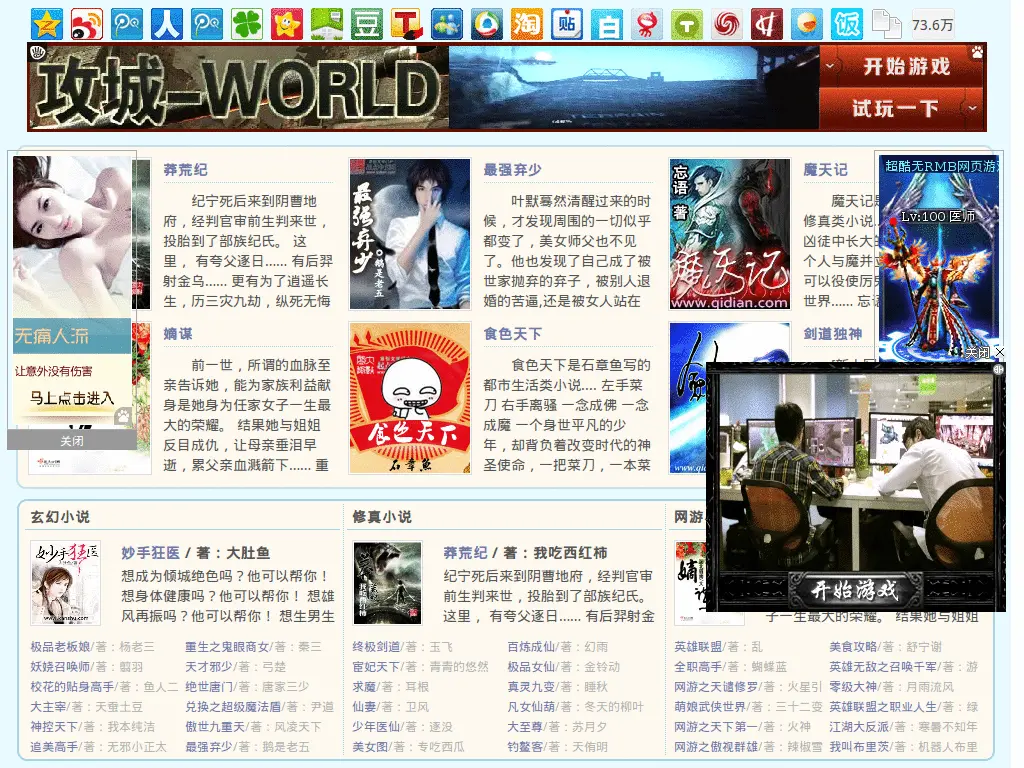 73.6万
攻城-WORLD
开始游戏
试玩一下
无痛人流
让意外没有伤害
马上点击进入
关闭
莽荒纪
纪宁死后来到阴曹地
府，经判官审前生判来世，
投胎到了部族纪氏。 这
里， 有夸父逐日…… 有后羿
射金乌…… 更有为了逍遥长
生，历三灾九劫，纵死无悔
最强弃少
鹅是老五
最强弃少
叶默蓦然清醒过来的时
候，才发现周围的一切似乎
都变了，美女师父也不见
了。他也发现了自己成了被
世家抛弃的弃子，被别人退
婚的苦逼,还是被女人站在
忘语 著
魔天记
www.qidian.com
魔天记
魔天记是
修真类小说
凶徒中长大的
个人与魔并立
可以役使厉鬼
世界…… 忘语
超酷无RMB网页游
Lv:100 医师
关闭 X
嫡谋
前一世，所谓的血脉至
亲告诉她，能为家族利益献
身是她身为任家女子一生最
大的荣耀。 结果她与姐姐
反目成仇，让母亲垂泪早
逝，累父亲血溅箭下…… 重
食色天下
石章鱼
食色天下
食色天下是石章鱼写的
都市生活类小说.... 左手菜
刀 右手离骚 一念成佛 一念
成魔 一个身世平凡的少
年，却背负着改变时代的神
圣使命，一把菜刀，一本菜
剑道独神
开始游戏
玄幻小说
妙手狂医
www.kanshu.com
妙手狂医 / 著：大肚鱼
想成为倾城绝色吗？他可以帮你！
想身体健康吗？他可以帮你！ 想雄
风再振吗？他可以帮你！ 想生男生
极品老板娘/著：杨老三
重生之鬼眼商女/著：秦三
妖娆召唤师/著：翦羽
天才邪少/著：弓楚
校花的贴身高手/著：鱼人二
绝世唐门/著：唐家三少
大主宰/著：天蚕土豆
兑换之超级魔法盾/著：尹道
神控天下/著：我本纯洁
傲世九重天/著：风凌天下
追美高手/著：无邪小正太
最强弃少/著：鹅是老五
修真小说
莽荒纪 / 著：我吃西红柿
纪宁死后来到阴曹地府，经判官审
前生判来世，投胎到了部族纪氏。
这里， 有夸父逐日…… 有后羿射金
终极剑道/著：玉飞
百炼成仙/著：幻雨
宦妃天下/著：青青的悠然
极品女仙/著：金铃动
求魔/著：耳根
真灵九变/著：睡秋
仙妻/著：卫风
凡女仙葫/著：冬天的柳叶
少年医仙/著：逐没
大至尊/著：苏月夕
美女图/著：专吃西瓜
钓鳌客/著：天侑明
网游
子一生最大的荣耀。 结果她与姐姐
英雄联盟/著：乱
美食攻略/著：舒宁谢
全职高手/著：蝴蝶蓝
英雄无敌之召唤千军/著：游
网游之天谴修罗/著：火星引
零级大神/著：月雨流风
萌娘武侠世界/著：三十二变
英雄联盟之职业人生/著：绿
网游之天下第一/著：火神
江湖大反派/著：寒暑不知年
网游之傲视群雄/著：辣椒雪
我叫布里茨/著：机器人布里